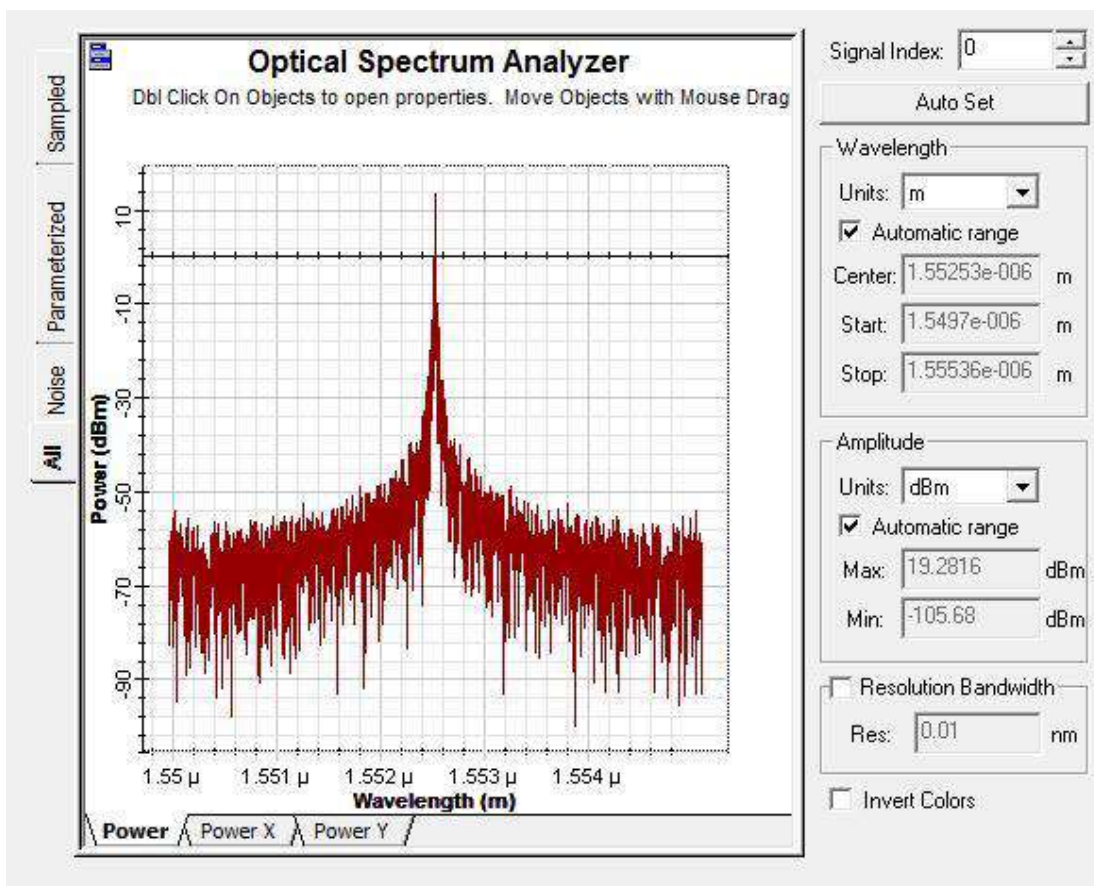 Optical Spectrum Analyzer
Dbl Click On Objects to open properties. Move Objects with Mouse Drag
Sampled
Parameterized
Noise
All
Power (dBm)
10
-10
-30
-50
-70
-90
1.55 µ 1.551 µ 1.552 µ 1.553 µ 1.554 µ
Wavelength (m)
Power Power X Power Y
Signal Index: 0
Auto Set
Wavelength
Units: m
Automatic range
Center: 1.55253e-006 m
Start: 1.5497e-006 m
Stop: 1.55536e-006 m
Amplitude
Units: dBm
Automatic range
Max: 19.2816 dBm
Min: -105.68 dBm
Resolution Bandwidth
Res: 0.01 nm
Invert Colors